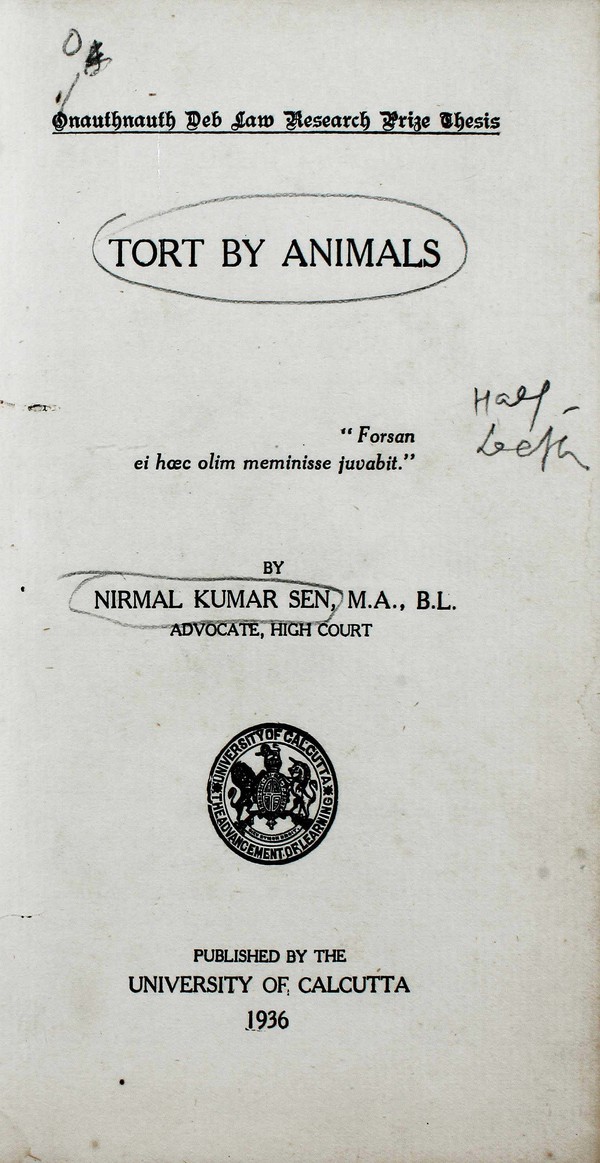 Onauthnauth Deb Law Research Prize Thesis
TORT BY ANIMALS
“ Forsan
ei hœc olim meminisse juvabit.”
Half-
BY
NIRMAL KUMAR SEN, M.A., B.L.
ADVOCATE, HIGH COURT
UNIVERSITY OF CALCUTTA
THE ADVANCEMENT OF LEARNING
PUBLISHED BY THE
UNIVERSITY OF CALCUTTA
1936